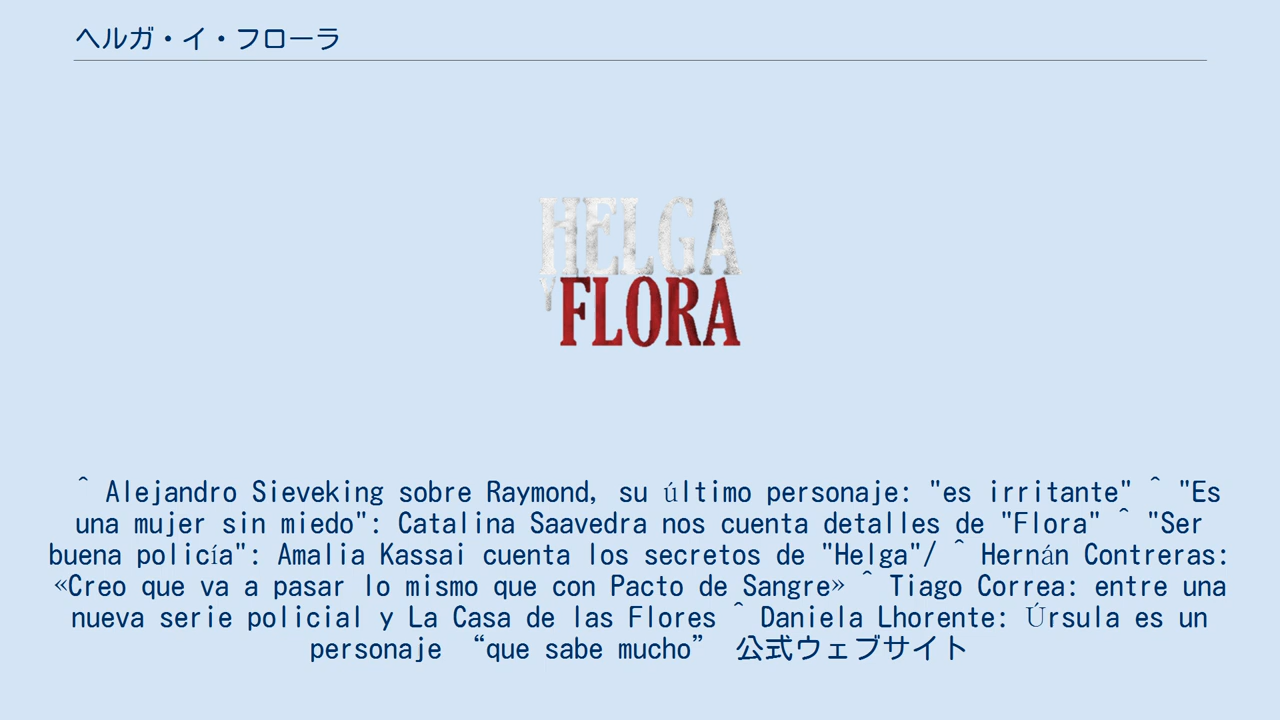 ヘルガ・イ・フローラ
HELGA
Y FLORA
^ Alejandro Sieveking sobre Raymond, su último personaje: "es irritante" ^ "Es
una mujer sin miedo": Catalina Saavedra nos cuenta detalles de "Flora" ^ "Ser
buena policía": Amalia Kassai cuenta los secretos de "Helga"/ ^ Hernán Contreras:
«Creo que va a pasar lo mismo que con Pacto de Sangre» ^ Tiago Correa: entre una
nueva serie policial y La Casa de las Flores ^ Daniela Lhorente: Úrsula es un
personaje “que sabe mucho” 公式ウェブサイト